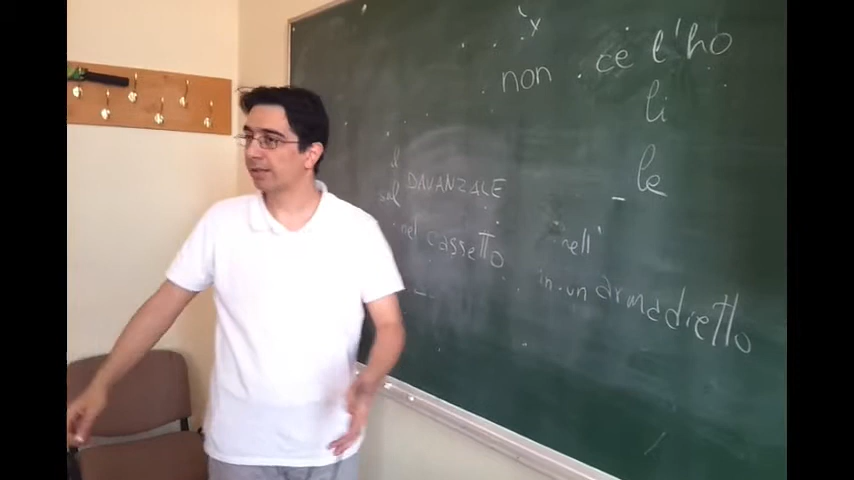 non ce l'ho
li
le
il
sul DAVANZALE
nel cassetto
nell'
in un armadietto